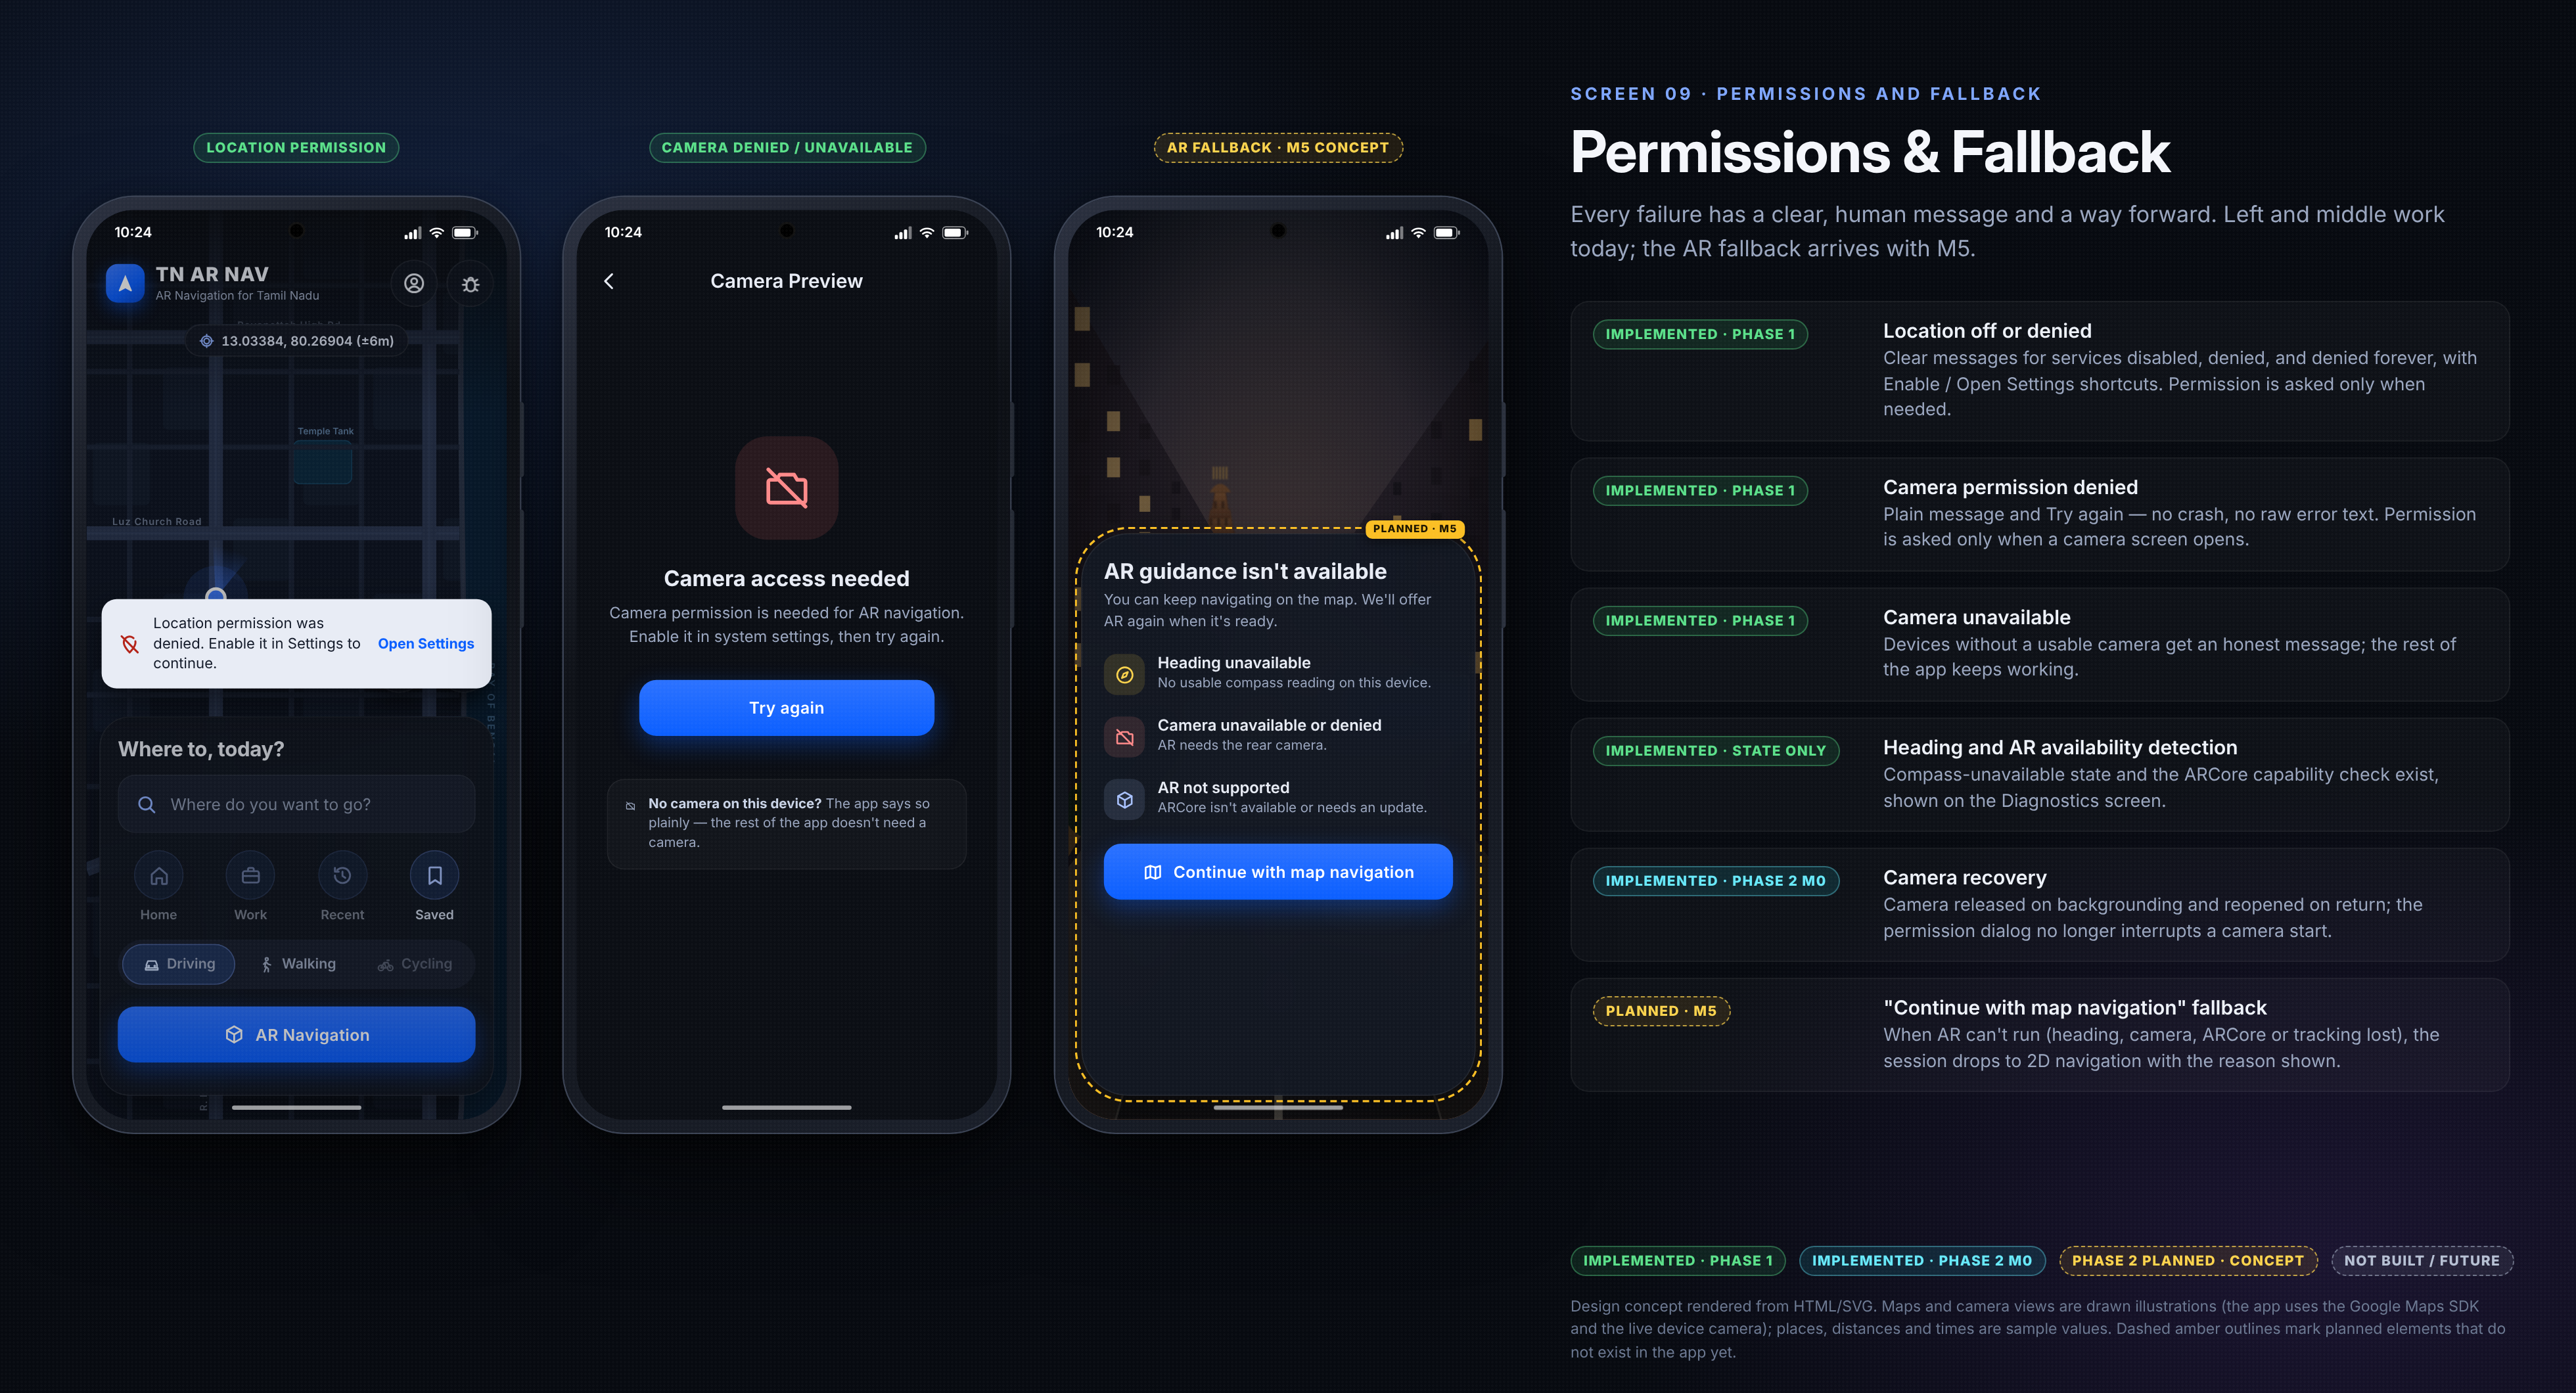 LOCATION PERMISSION
10:24
TN AR NAV
AR Navigation for Tamil Nadu
13.03384, 80.26904 (±6m)
Temple Tank
Luz Church Road
Location permission was
denied. Enable it in Settings to
continue.
Open Settings
Where to, today?
Where do you want to go?
Home
Work
Recent
Saved
Driving
Walking
Cycling
AR Navigation
CAMERA DENIED / UNAVAILABLE
10:24
Camera Preview
Camera access needed
Camera permission is needed for AR navigation.
Enable it in system settings, then try again.
Try again
No camera on this device? The app says so
plainly — the rest of the app doesn't need a
camera.
AR FALLBACK · M5 CONCEPT
10:24
PLANNED · M5
AR guidance isn't available
You can keep navigating on the map. We'll offer
AR again when it's ready.
Heading unavailable
No usable compass reading on this device.
Camera unavailable or denied
AR needs the rear camera.
AR not supported
ARCore isn't available or needs an update.
Continue with map navigation
SCREEN 09 · PERMISSIONS AND FALLBACK
Permissions & Fallback
Every failure has a clear, human message and a way forward. Left and middle work
today; the AR fallback arrives with M5.
IMPLEMENTED · PHASE 1
Location off or denied
Clear messages for services disabled, denied, and denied forever, with
Enable / Open Settings shortcuts. Permission is asked only when
needed.
IMPLEMENTED · PHASE 1
Camera permission denied
Plain message and Try again — no crash, no raw error text. Permission
is asked only when a camera screen opens.
IMPLEMENTED · PHASE 1
Camera unavailable
Devices without a usable camera get an honest message; the rest of
the app keeps working.
IMPLEMENTED · STATE ONLY
Heading and AR availability detection
Compass-unavailable state and the ARCore capability check exist,
shown on the Diagnostics screen.
IMPLEMENTED · PHASE 2 M0
Camera recovery
Camera released on backgrounding and reopened on return; the
permission dialog no longer interrupts a camera start.
PLANNED · M5
"Continue with map navigation" fallback
When AR can't run (heading, camera, ARCore or tracking lost), the
session drops to 2D navigation with the reason shown.
IMPLEMENTED · PHASE 1
IMPLEMENTED · PHASE 2 M0
PHASE 2 PLANNED · CONCEPT
NOT BUILT / FUTURE
Design concept rendered from HTML/SVG. Maps and camera views are drawn illustrations (the app uses the Google Maps SDK
and the live device camera); places, distances and times are sample values. Dashed amber outlines mark planned elements that do
not exist in the app yet.